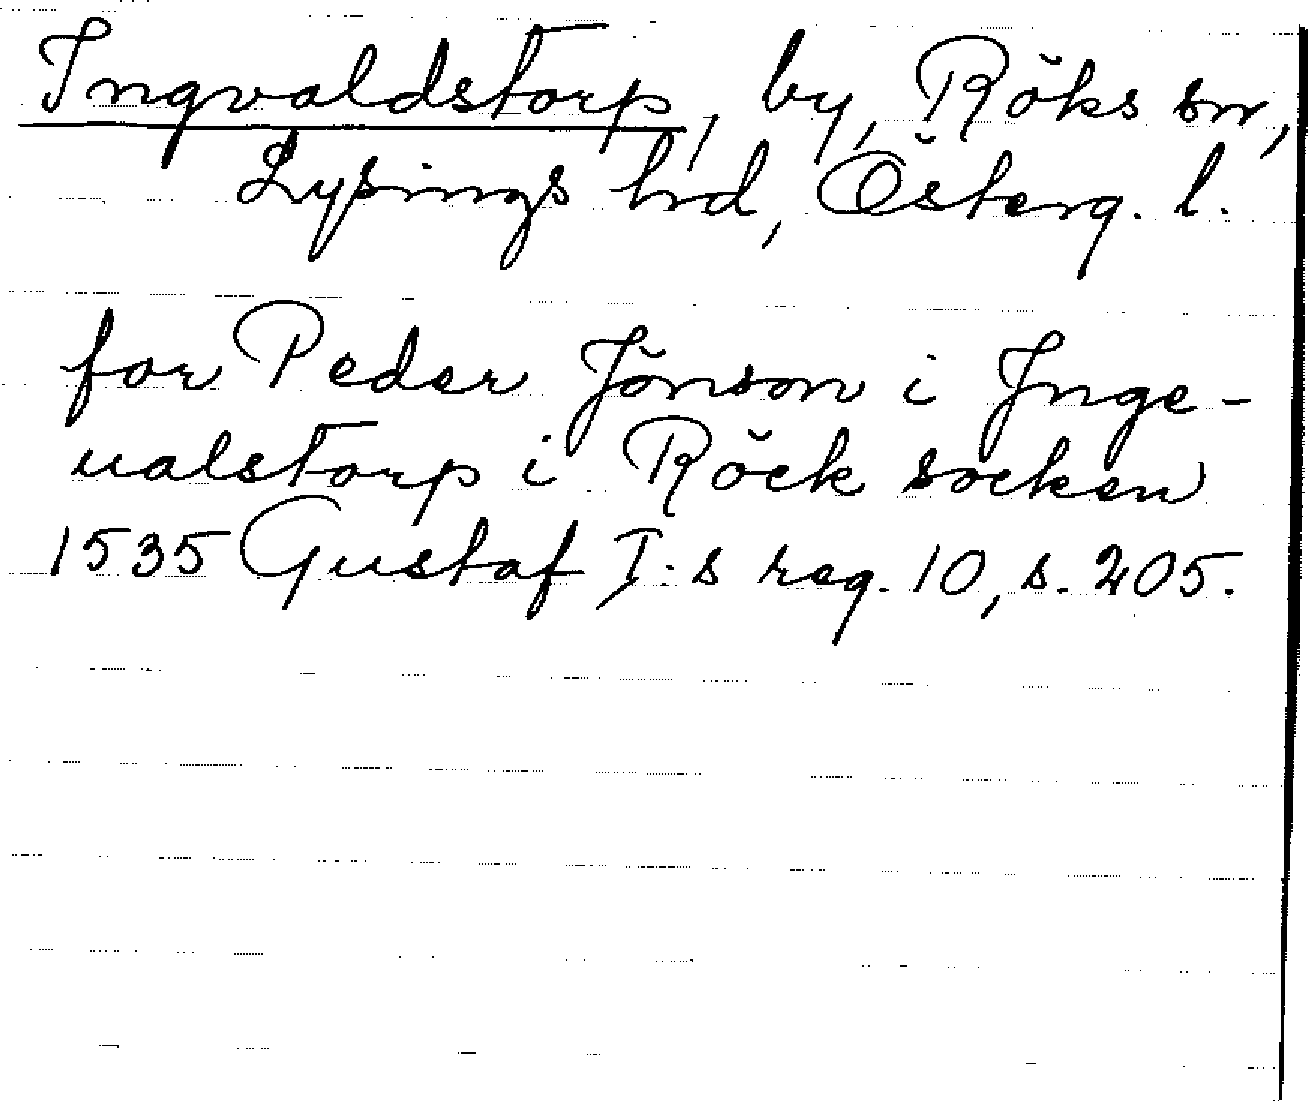 Ingvaldstorp, by, Röks sn,
Lysings hd, Österg. l.
for Peder Jönson i Inge-
ualstorp i Röck socken
1535 Gustaf I:s reg. 10, s. 205.